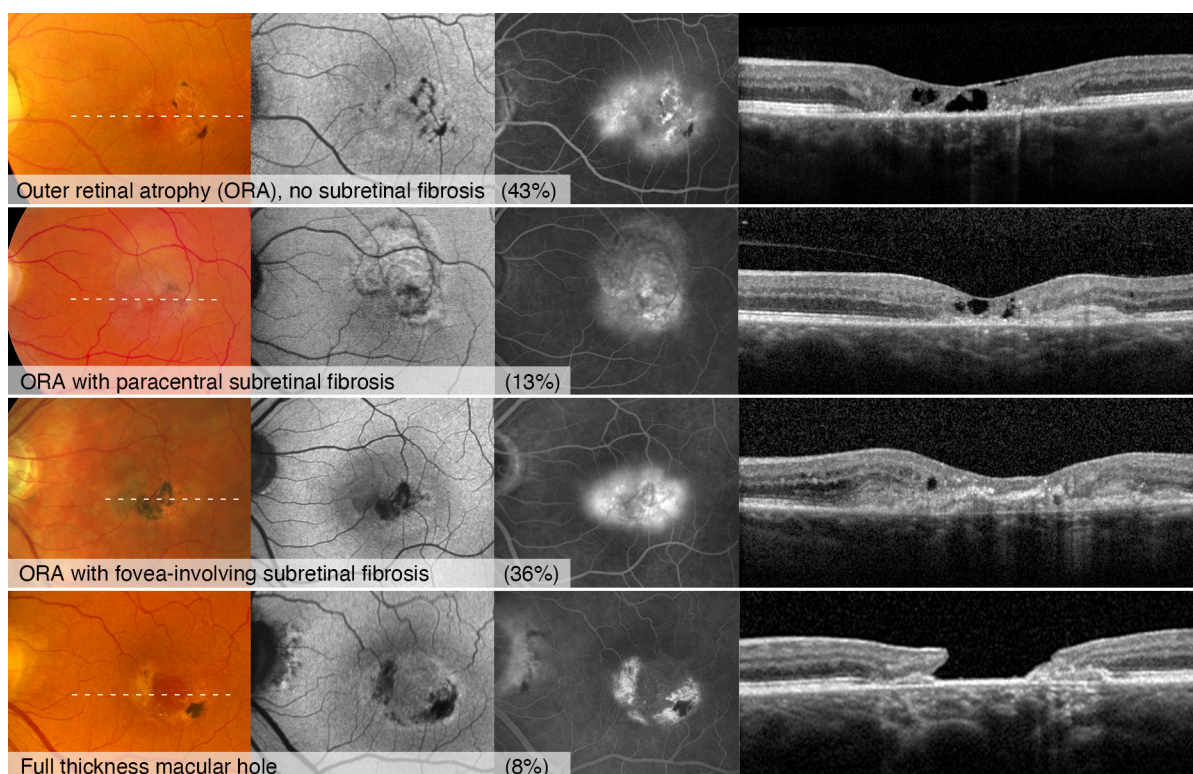 Outer retinal atrophy (ORA), no subretinal fibrosis (43%)
ORA with paracentral subretinal fibrosis (13%)
ORA with fovea-involving subretinal fibrosis (36%)
Full thickness macular hole (8%)